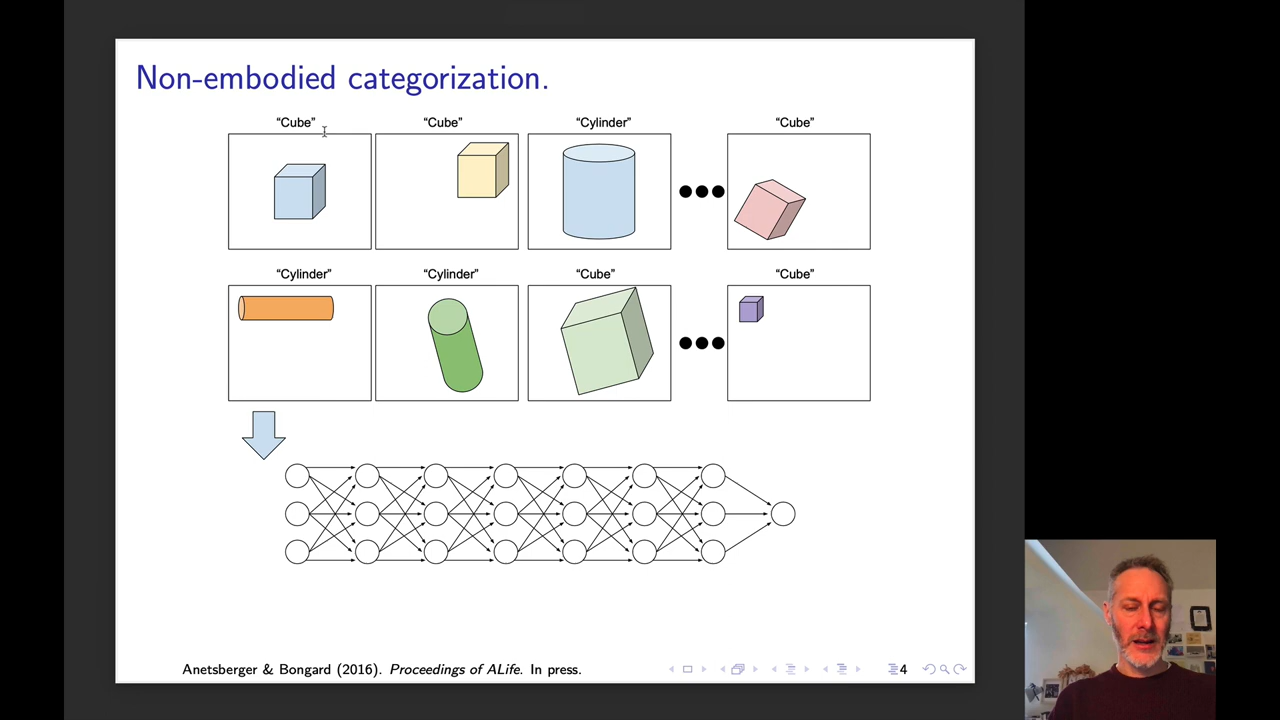 Non-embodied categorization.
“Cube” “Cube” “Cylinder” “Cube”
“Cylinder” “Cylinder” “Cube” “Cube”
Anetsberger & Bongard (2016). Proceedings of ALife. In press. 4